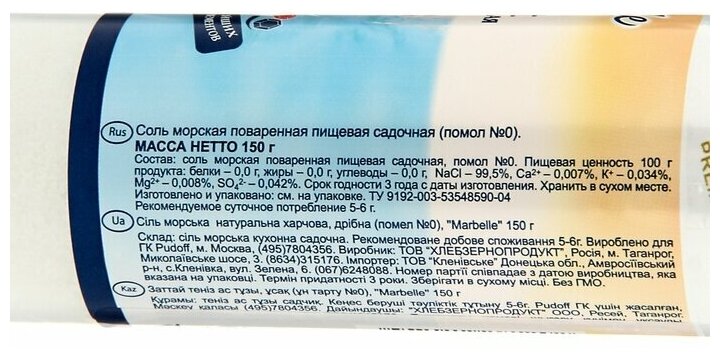 Rus Соль морская поваренная пищевая садочная (помол №0).
МАССА НЕТТО 150 г
Состав: соль морская поваренная пищевая садочная, помол №0. Пищевая ценность 100 г
продукта: белки – 0,0 г, жиры – 0,0 г, углеводы – 0,0 г, NaCl – 99,5%, Ca²⁺ – 0,007%, K⁺ – 0,034%,
Mg²⁺ – 0,008%, SO₄²⁻ – 0,042%. Срок годности 3 года с даты изготовления. Хранить в сухом месте.
Изготовлено и упаковано: см. на упаковке. ТУ 9192-003-53548590-04
Рекомендуемое суточное потребление 5-6 г.
Ua Сіль морська натуральна харчова, дрібна (помел №0), "Marbelle" 150 г
Склад: сіль морська кухонна садочна. Рекомендоване добове споживання 5-6г. Вироблено для
ГК Pudoff, м. Москва, (495)7804356. Виробник: ТОВ "ХЛЕБЗЕРНОПРОДУКТ", Росія, м. Таганрог,
Миколаївське шосе, 3. (8634)315176. Імпортер: ТОВ "Кленівське" Донецька обл., Амвросіївський
р-н, с.Кленівка, вул. Зелена, 6. (067)6248088. Номер партії співпадає з датою виробництва, яка
вказана на упаковці. Термін придатності 3 роки. Зберігати в сухому місці. Без ГМО.
Kaz Заттай теніз ас тұзы, ұсақ (ұн тарту №0), "Marbelle" 150 г
Құрамы: теніз ас тұзы садчик. Кеңес беруші тәуліктік тұтыну 5-6г. Pudoff ГК үшін жасалған,
Мәскеу қаласы (495)7804356. Дайындаушы: "ХЛЕБЗЕРНОПРОДУКТ" ООО, Ресей, Таганрог,